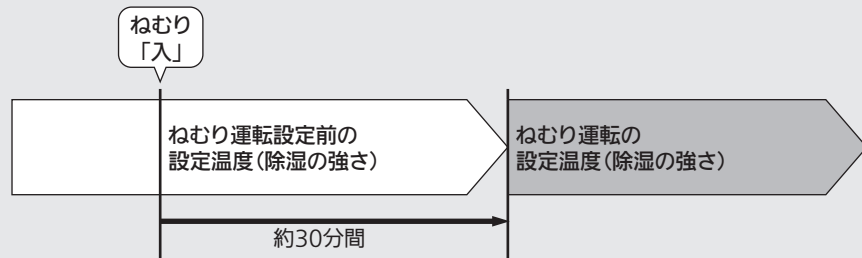 ねむり
「入」
ねむり運転設定前の
設定温度(除湿の強さ)
ねむり運転の
設定温度(除湿の強さ)
約30分間